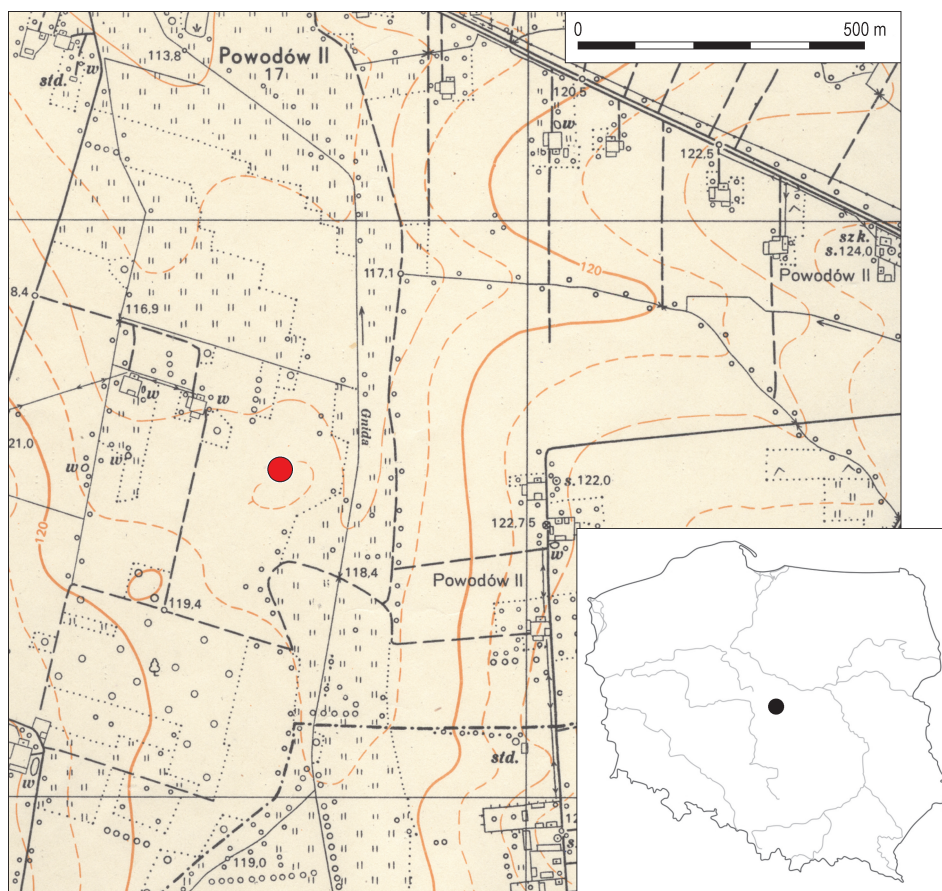 0 500 m
Powodów II
17
113,8
std.
w
120,5
w
122,5
szk.
s.124,0
Powodów II
117,1
120
8,4
116,9
w
w
Gnida
21,0
w
w
s.122,0
122,7.5
w
120
118,4
Powodów II
119,4
std.
w
119,0
12
s.